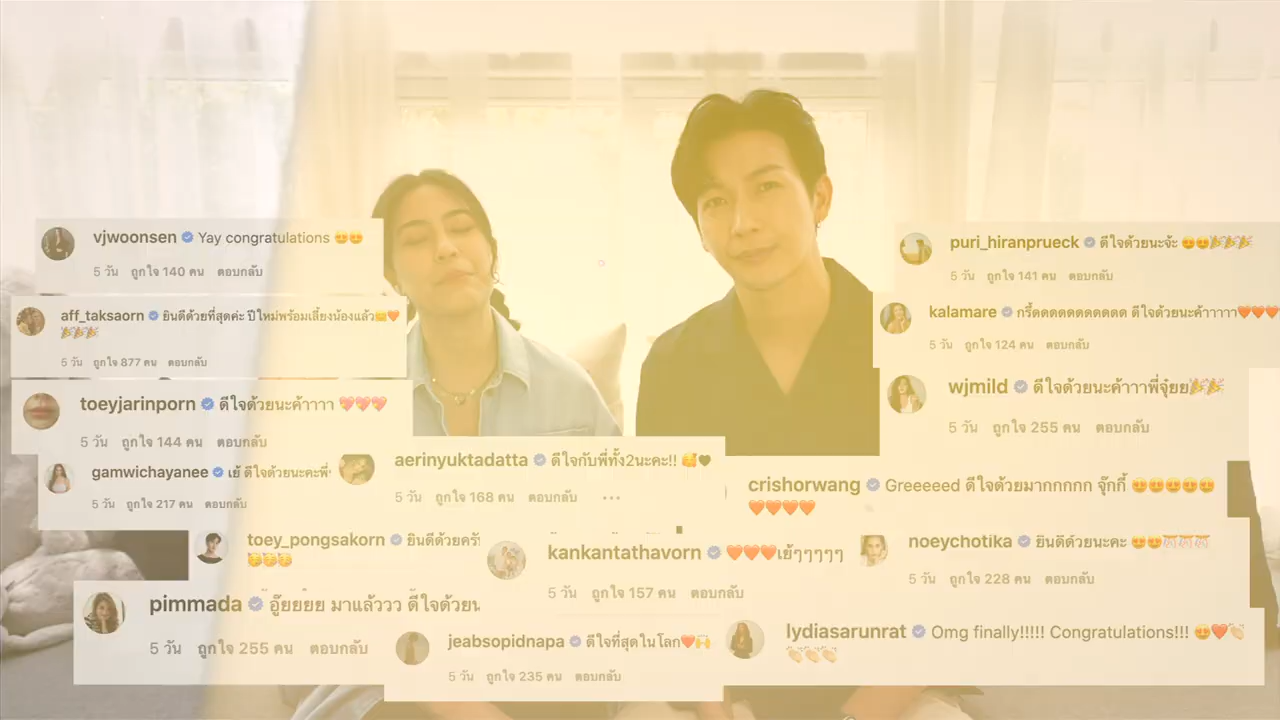 vjwoonsen Yay congratulations 😍😍
5 วัน ถูกใจ 140 คน ตอบกลับ
aff_taksaorn ยินดีด้วยที่สุดค่ะ ปีใหม่พร้อมเลี้ยงน้องแล้ว😊❤️
🎉🎉🎉
5 วัน ถูกใจ 877 คน ตอบกลับ
toeyjarinporn ดีใจด้วยนะค้าาาา 💖💖💖
5 วัน ถูกใจ 144 คน ตอบกลับ
gamwichayanee เย้ ดีใจด้วยนะคะพี่
5 วัน ถูกใจ 217 คน ตอบกลับ
aerinyuktadatta ดีใจกับพี่ทั้ง2นะคะ!! 🥰🖤
5 วัน ถูกใจ 168 คน ตอบกลับ ...
toey_pongsakorn ยินดีด้วยครั
🥳🥳🥳
kankantathavorn ❤️❤️❤️เย้ๆๆๆๆๆ
5 วัน ถูกใจ 157 คน ตอบกลับ
pimmada อู๊ยยยย มาแล้ววว ดีใจด้วยน
5 วัน ถูกใจ 255 คน ตอบกลับ
jeabsopidnapa ดีใจที่สุดในโลก❤️🙌
5 วัน ถูกใจ 235 คน ตอบกลับ
puri_hiranprueck ดีใจด้วยนะจ้ะ 😍😍🎉🎉🎉
5 วัน ถูกใจ 141 คน ตอบกลับ
kalamare กรี้ดดดดดดดดดดด ดีใจด้วยนะค้าาาาา❤️❤️❤️
5 วัน ถูกใจ 124 คน ตอบกลับ
wjmild ดีใจด้วยนะค้าาาพี่จุ๋ยย🎉🎉
5 วัน ถูกใจ 255 คน ตอบกลับ
crishorwang Greeeeed ดีใจด้วยมากกกกก จุ๊กกี้ 😍😍😍😍😍
❤️❤️❤️❤️
noeychotika ยินดีด้วยนะคะ 😍😍👏🏻👏🏻👏🏻
5 วัน ถูกใจ 228 คน ตอบกลับ
lydiasarunrat Omg finally!!!!! Congratulations!!! 😍❤️👏🏻
👏🏻👏🏻👏🏻